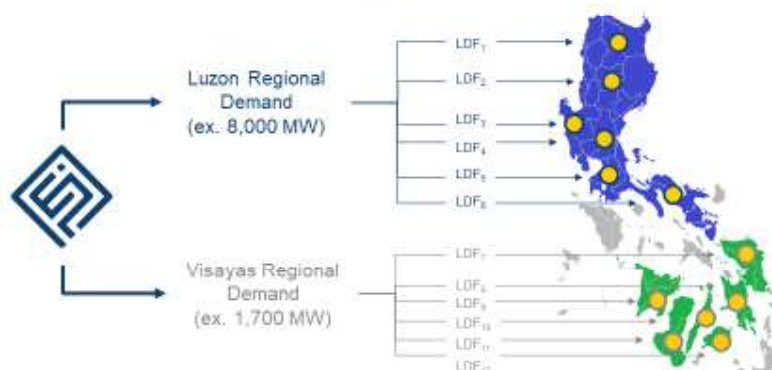 LDF₁
LDF₂
LDF₃
LDF₄
LDF₅
LDF₆
Luzon Regional
Demand
(ex. 8,000 MW)
Visayas Regional
Demand
(ex. 1,700 MW)
LDF₇
LDF₈
LDF₉
LDF₁₀
LDF₁₁